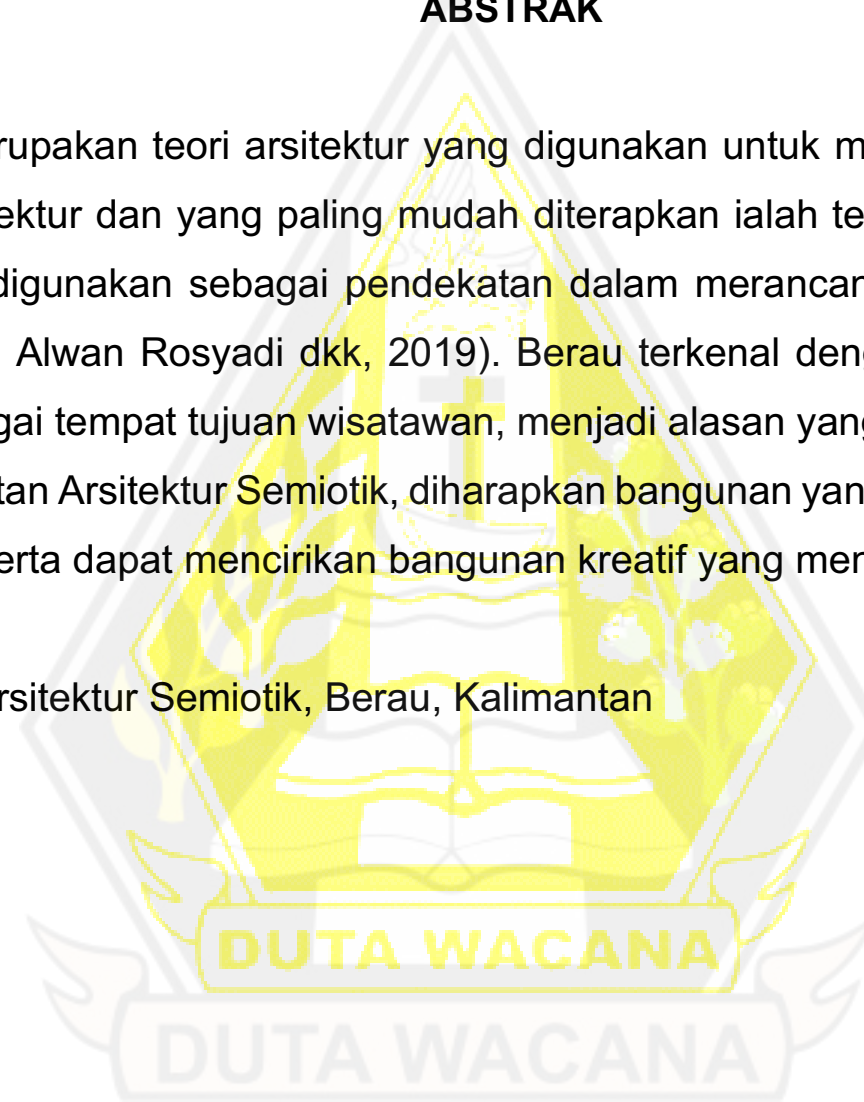 ABSTRAK
rupakan teori arsitektur yang digunakan untuk m
ektur dan yang paling mudah diterapkan ialah te
digunakan sebagai pendekatan dalam merancan
Alwan Rosyadi dkk, 2019). Berau terkenal deng
gai tempat tujuan wisatawan, menjadi alasan yang
tan Arsitektur Semiotik, diharapkan bangunan yan
erta dapat mencirikan bangunan kreatif yang men
rsitektur Semiotik, Berau, Kalimantan
DUTA WACANA
DUTA WACANA